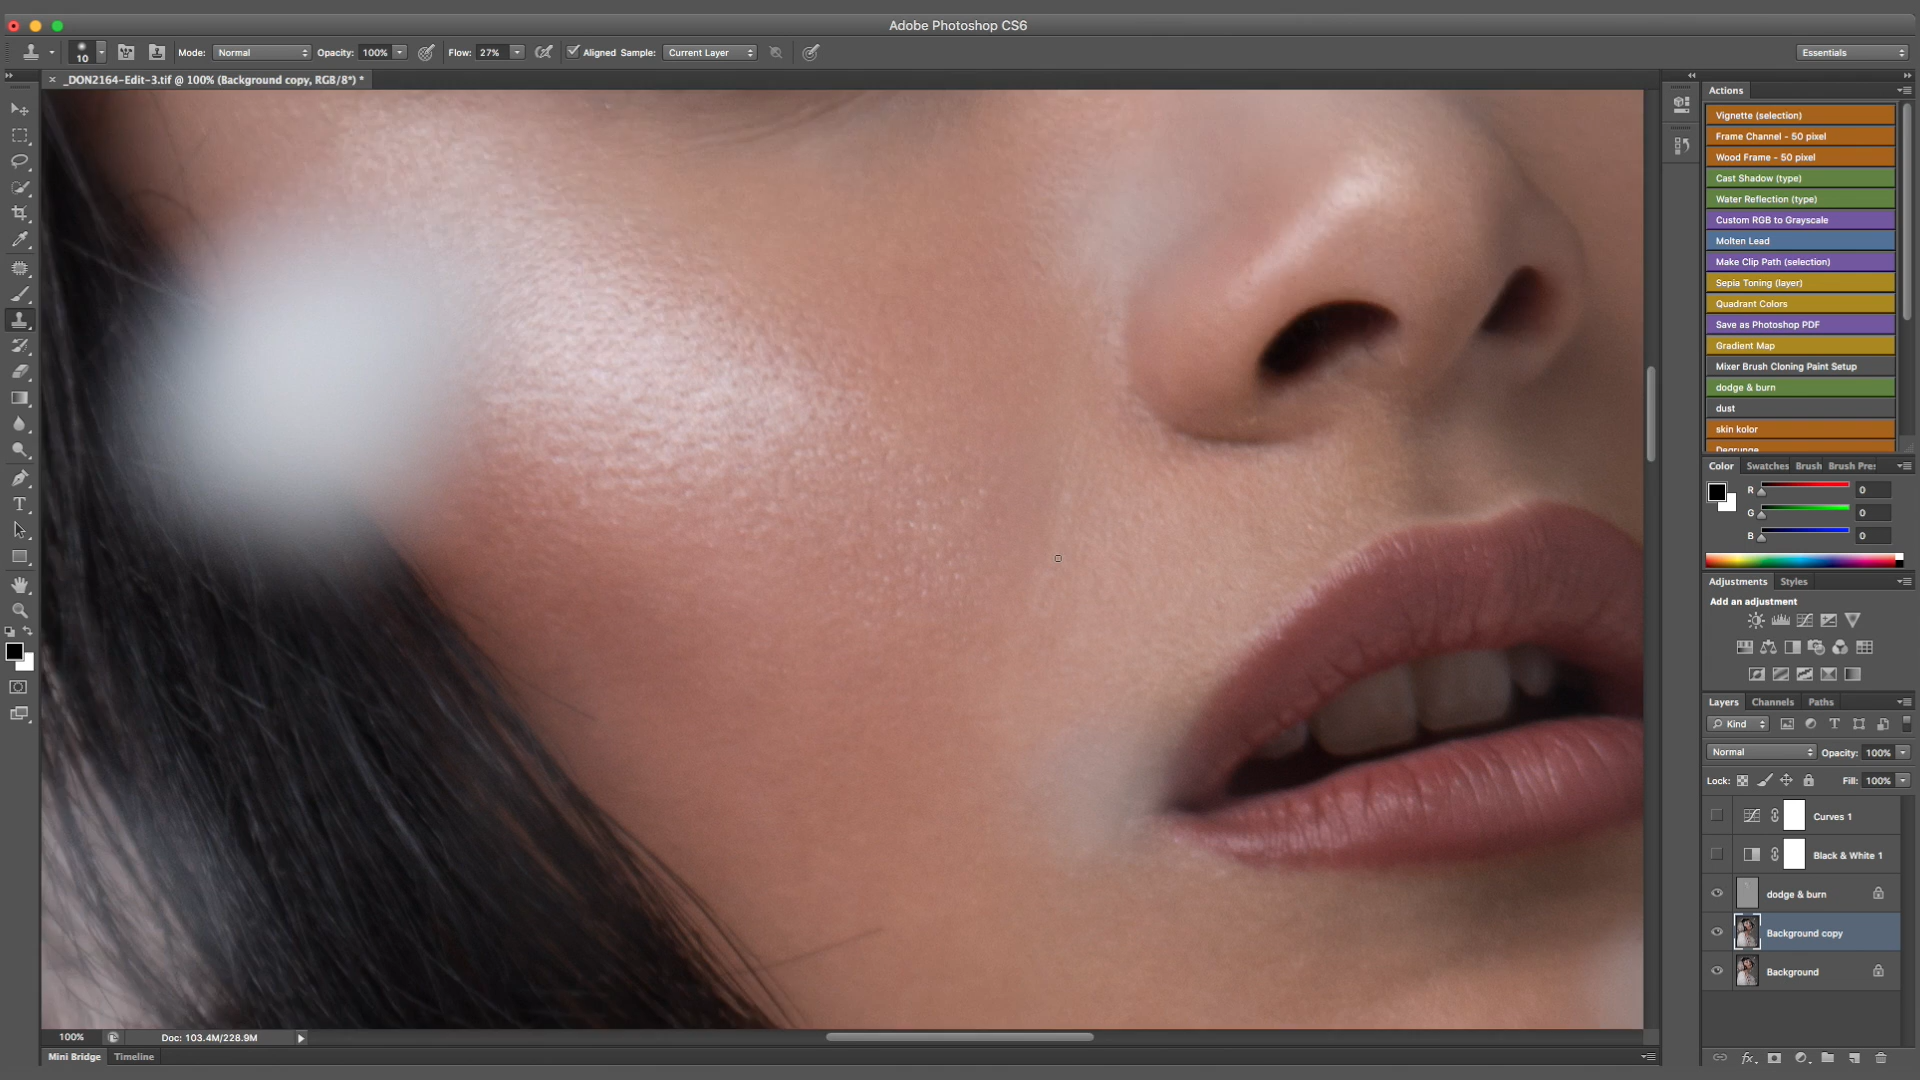 Adobe Photoshop CS6
10
Mode: Normal Opacity: 100% Flow: 27% Aligned Sample: Current Layer Essentials
_DON2164-Edit-3.tif @ 100% (Background copy, RGB/8*) *
Actions
Vignette (selection)
Frame Channel - 50 pixel
Wood Frame - 50 pixel
Cast Shadow (type)
Water Reflection (type)
Custom RGB to Grayscale
Molten Lead
Make Clip Path (selection)
Sepia Toning (layer)
Quadrant Colors
Save as Photoshop PDF
Gradient Map
Mixer Brush Cloning Paint Setup
dodge & burn
dust
skin kolor
Degrunge
Color Swatches Brush Brush Pres
R 0
G 0
B 0
Adjustments Styles
Add an adjustment
Layers Channels Paths
Kind
Normal Opacity: 100%
Lock: Fill: 100%
Curves 1
Black & White 1
dodge & burn
Background copy
Background
fx
100% Doc: 103.4M/228.9M
Mini Bridge Timeline